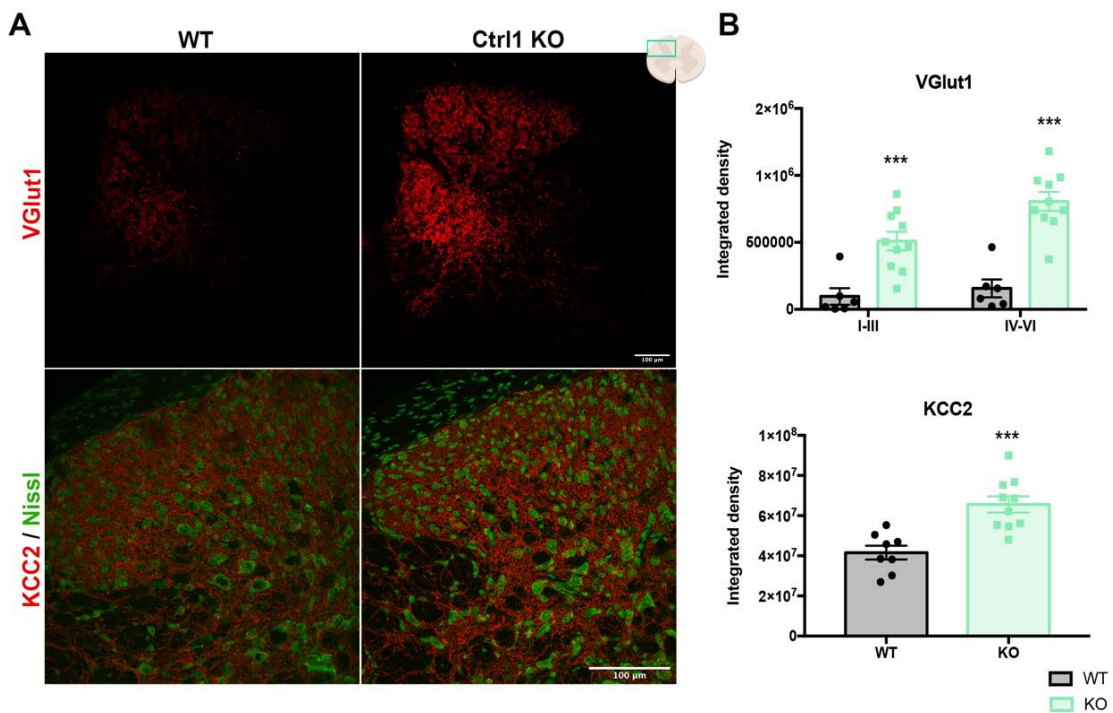 A
WT
Ctrl1 KO
VGlut1
100 µm
KCC2 / Nissl
100 µm
B
VGlut1
Integrated density
2×10⁶
1×10⁶
500000
0
***
***
I-III
IV-VI
KCC2
Integrated density
1×10⁸
8×10⁷
6×10⁷
4×10⁷
2×10⁷
0
***
WT
KO
WT
KO